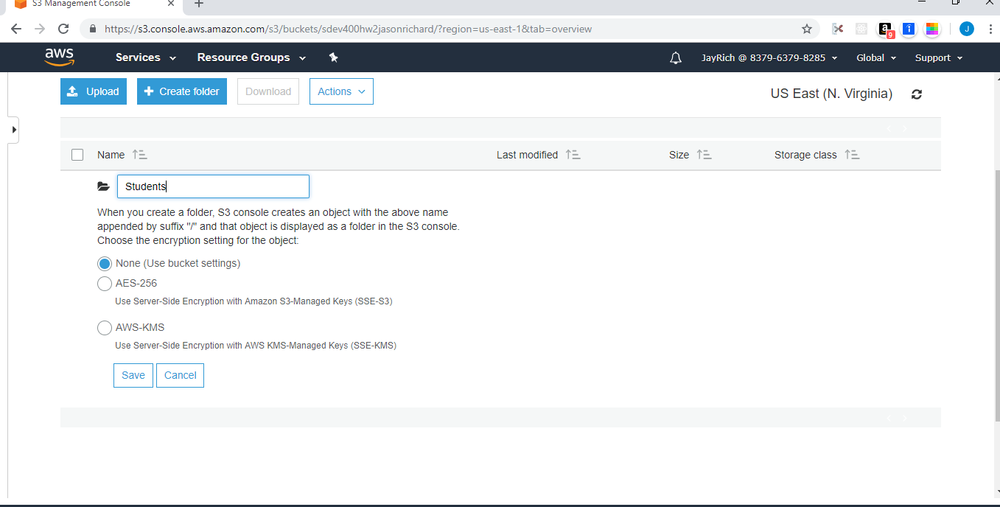 S3 Management Console
https://s3.console.aws.amazon.com/s3/buckets/sdev400hw2jasonrichard/?region=us-east-1&tab=overview
a 9 J
aws Services Resource Groups JayRich @ 8379-6379-8285 Global Support
Upload Create folder Download Actions US East (N. Virginia)
Name Last modified Size Storage class
Students
When you create a folder, S3 console creates an object with the above name
appended by suffix "/" and that object is displayed as a folder in the S3 console.
Choose the encryption setting for the object:
None (Use bucket settings)
AES-256
Use Server-Side Encryption with Amazon S3-Managed Keys (SSE-S3)
AWS-KMS
Use Server-Side Encryption with AWS KMS-Managed Keys (SSE-KMS)
Save Cancel